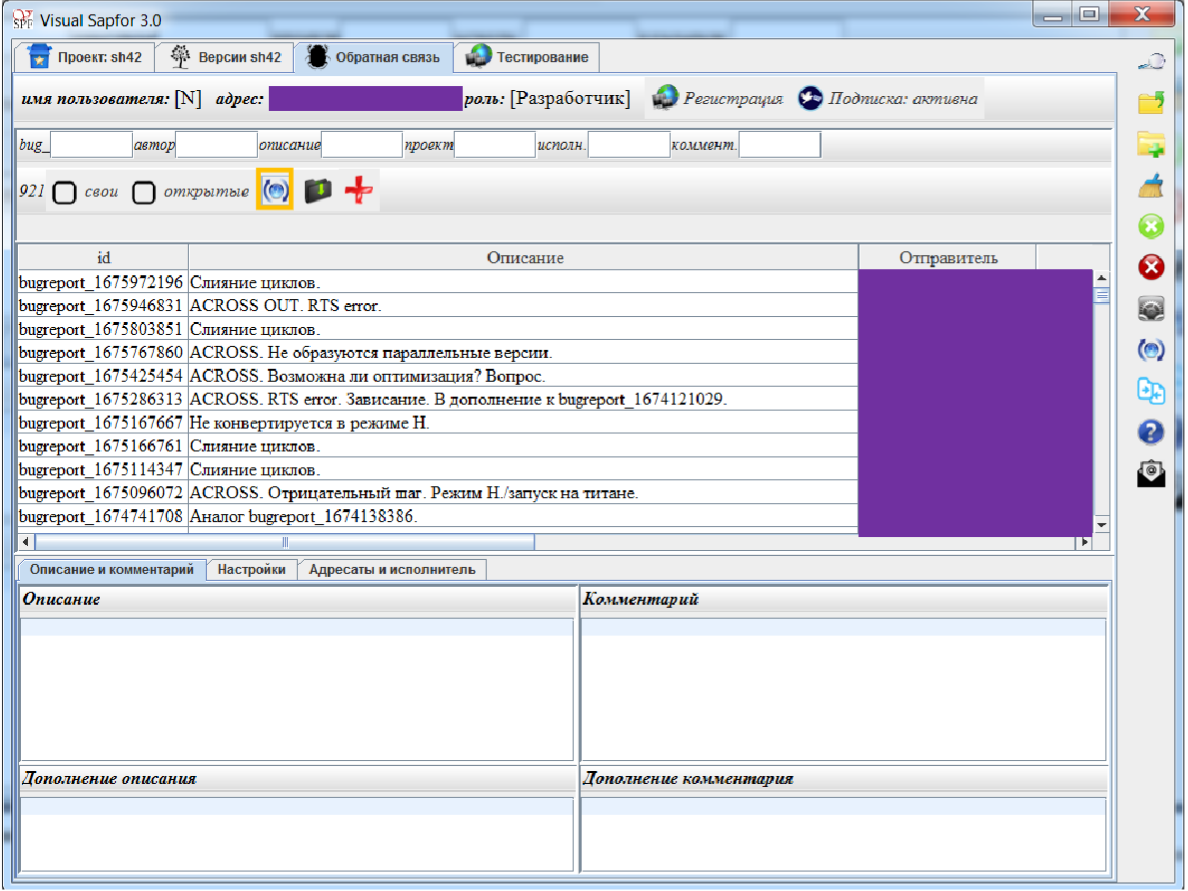 SPF Visual Sapfor 3.0
Проект: sh42 Версии sh42 Обратная связь Тестирование
имя пользователя: [N] адрес: роль: [Разработчик] Регистрация Подписка: активна
bug_ автор описание проект исполн. коммент.
921 свои открытые
id Описание Отправитель
bugreport_1675972196 Слияние циклов.
bugreport_1675946831 ACROSS OUT. RTS error.
bugreport_1675803851 Слияние циклов.
bugreport_1675767860 ACROSS. Не образуются параллельные версии.
bugreport_1675425454 ACROSS. Возможна ли оптимизация? Вопрос.
bugreport_1675286313 ACROSS. RTS error. Зависание. В дополнение к bugreport_1674121029.
bugreport_1675167667 Не конвертируется в режиме Н.
bugreport_1675166761 Слияние циклов.
bugreport_1675114347 Слияние циклов.
bugreport_1675096072 ACROSS. Отрицательный шаг. Режим Н./запуск на титане.
bugreport_1674741708 Аналог bugreport_1674138386.
Описание и комментарий Настройки Адресаты и исполнитель
Описание Комментарий
Дополнение описания Дополнение комментария